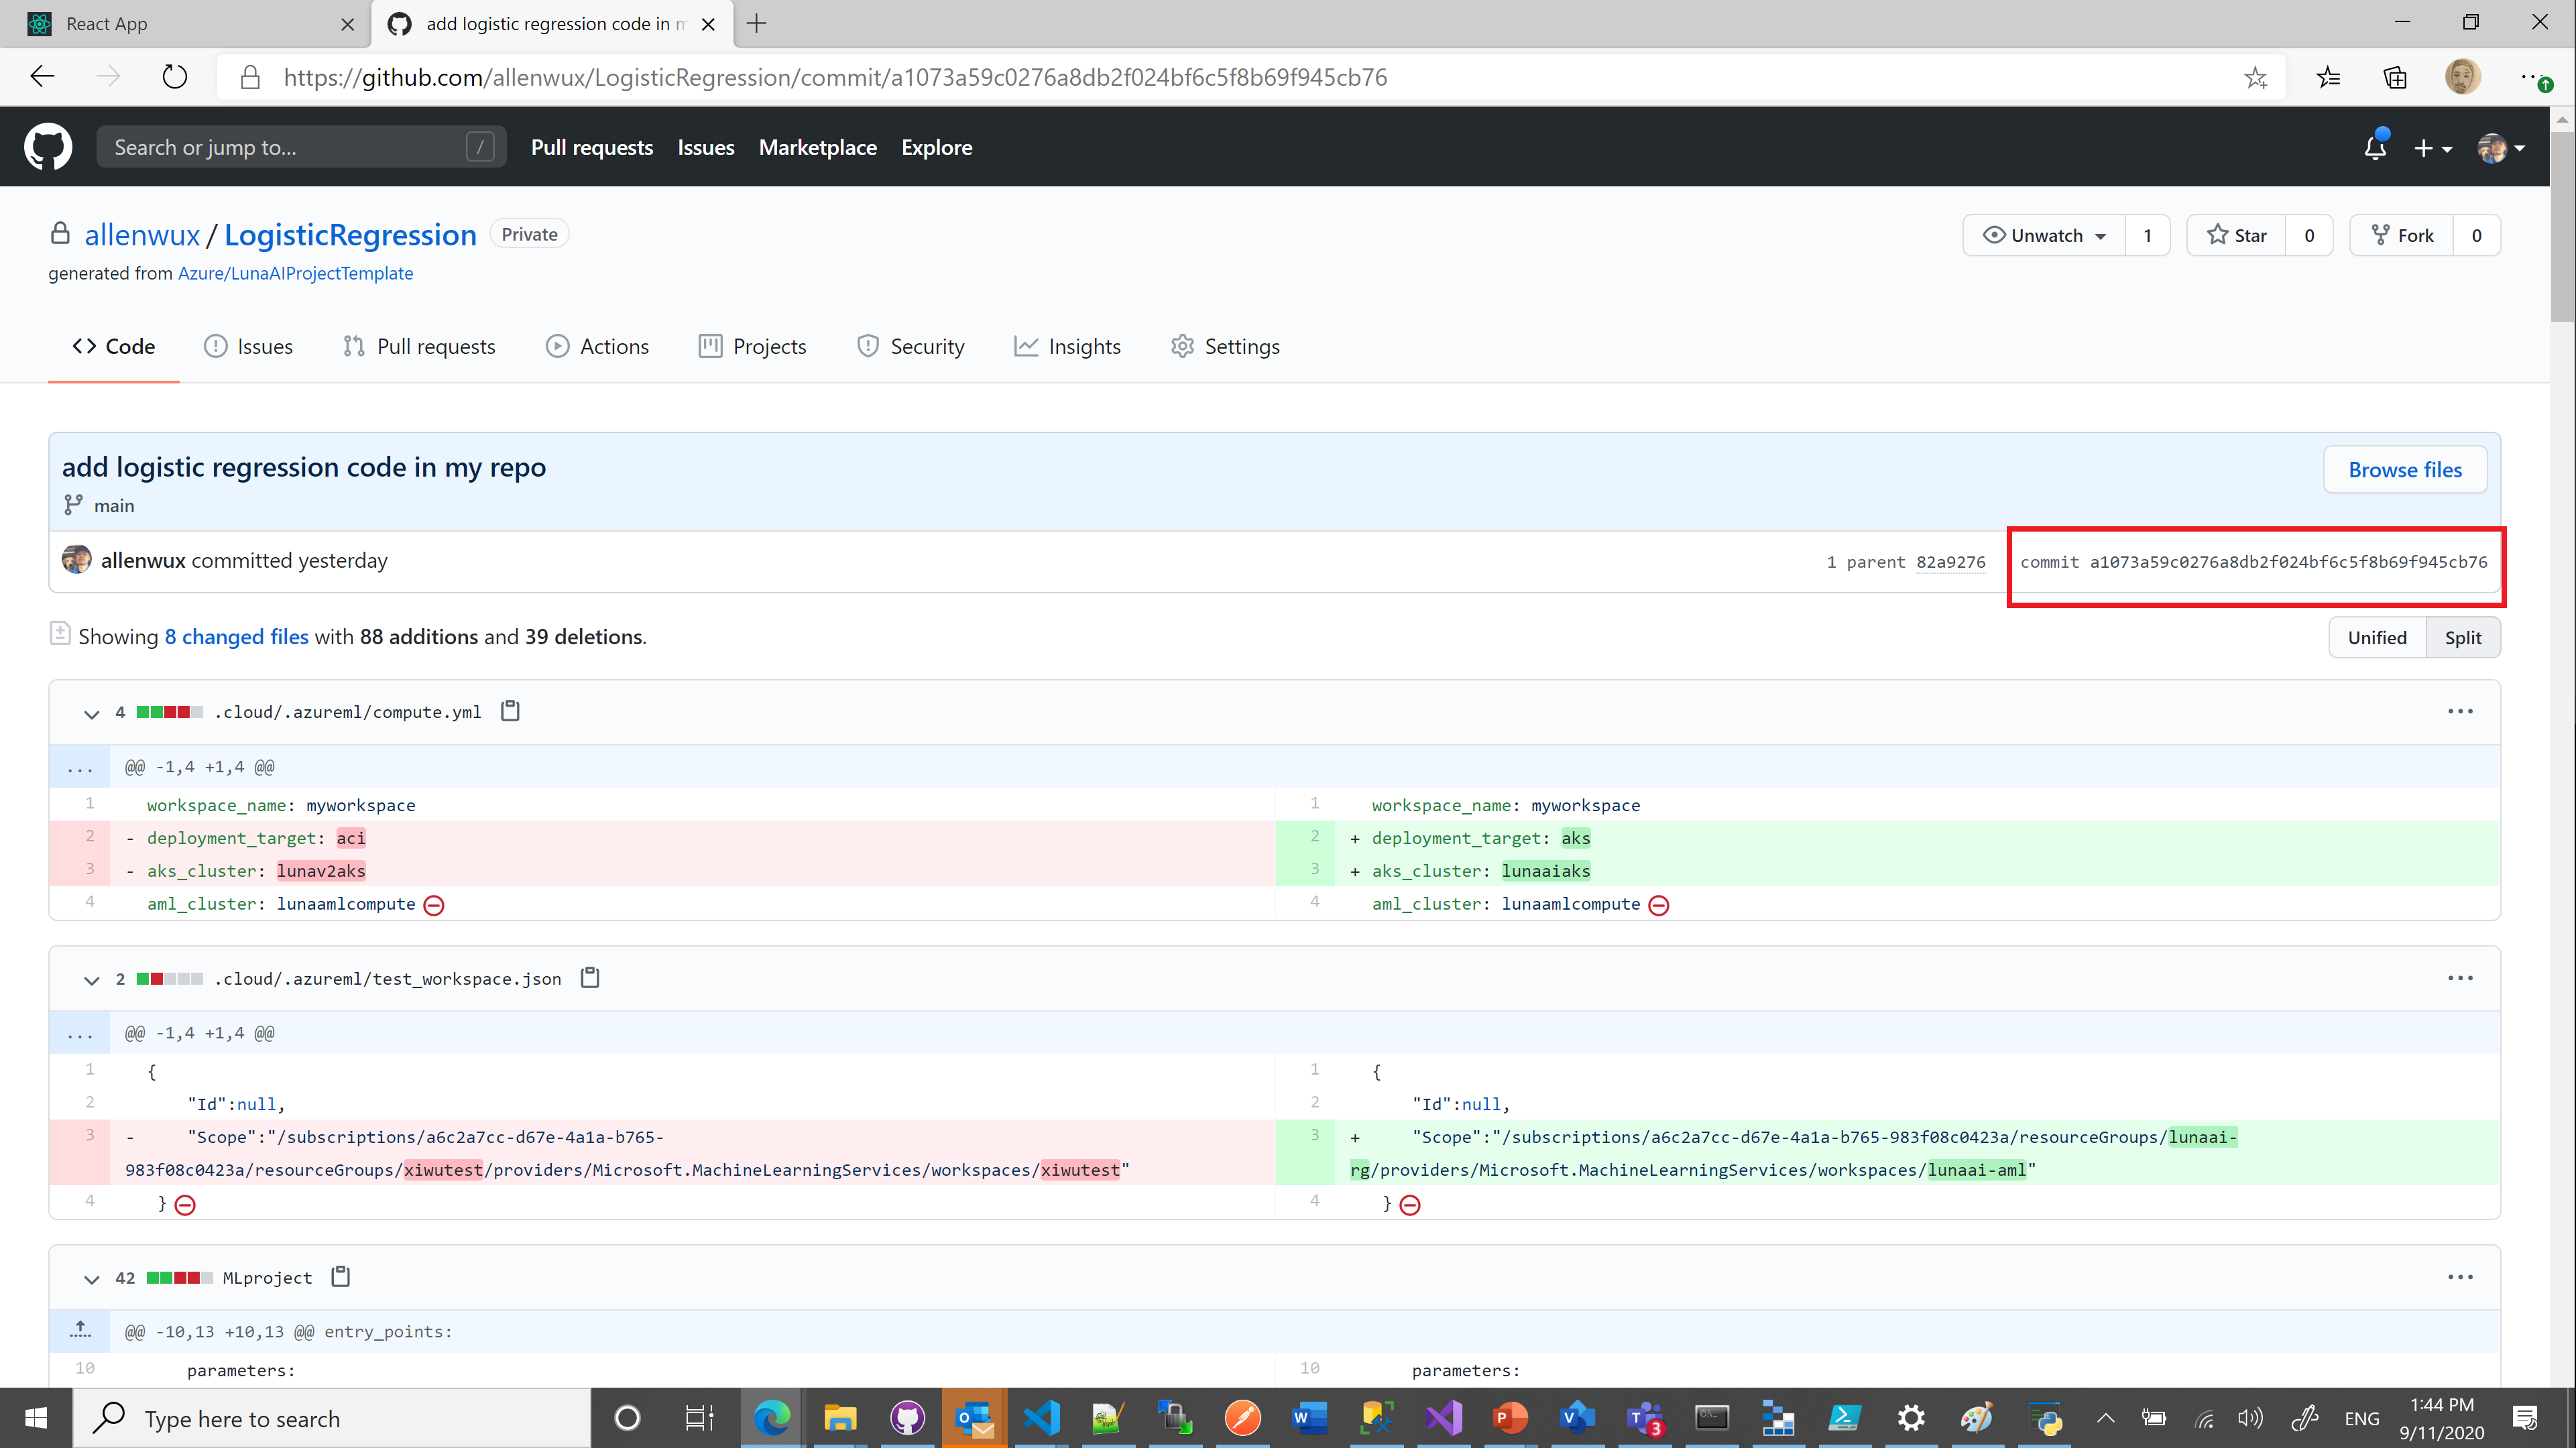 React App
add logistic regression code in m
https://github.com/allenwux/LogisticRegression/commit/a1073a59c0276a8db2f024bf6c5f8b69f945cb76
Search or jump to... / Pull requests Issues Marketplace Explore
allenwux / LogisticRegression Private Unwatch 1 Star 0 Fork 0
generated from Azure/LunaAIProjectTemplate
Code Issues Pull requests Actions Projects Security Insights Settings
add logistic regression code in my repo
Browse files
main
allenwux committed yesterday 1 parent 82a9276 commit a1073a59c0276a8db2f024bf6c5f8b69f945cb76
Showing 8 changed files with 88 additions and 39 deletions. Unified Split
4 .cloud/.azureml/compute.yml ...
... @@ -1,4 +1,4 @@
1 workspace_name: myworkspace 1 workspace_name: myworkspace
2 - deployment_target: aci 2 + deployment_target: aks
3 - aks_cluster: lunav2aks 3 + aks_cluster: lunaaiaks
4 aml_cluster: lunaamlcompute 4 aml_cluster: lunaamlcompute
2 .cloud/.azureml/test_workspace.json ...
... @@ -1,4 +1,4 @@
1 { 1 {
2 "Id":null, 2 "Id":null,
3 - "Scope":"/subscriptions/a6c2a7cc-d67e-4a1a-b765- 3 + "Scope":"/subscriptions/a6c2a7cc-d67e-4a1a-b765-983f08c0423a/resourceGroups/lunaai-
983f08c0423a/resourceGroups/xiwutest/providers/Microsoft.MachineLearningServices/workspaces/xiwutest" rg/providers/Microsoft.MachineLearningServices/workspaces/lunaai-aml"
4 } 4 }
42 MLproject ...
@@ -10,13 +10,13 @@ entry_points:
10 parameters: 10 parameters:
Type here to search 3 ENG 1:44 PM
9/11/2020